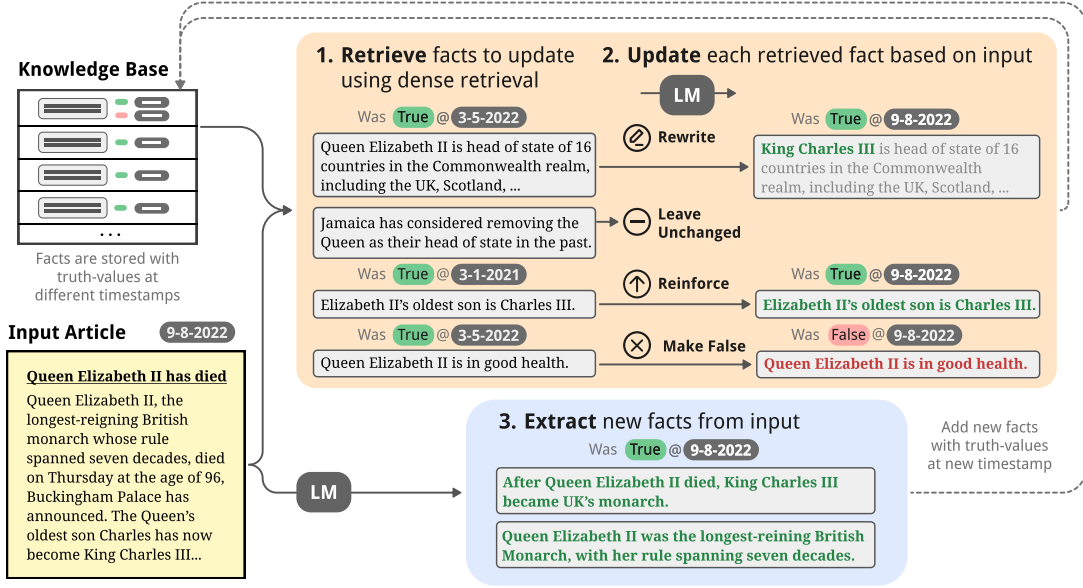 Knowledge Base
...
Facts are stored with
truth-values at
different timestamps
Input Article 9-8-2022
Queen Elizabeth II has died
Queen Elizabeth II, the
longest-reigning British
monarch whose rule
spanned seven decades, died
on Thursday at the age of 96,
Buckingham Palace has
announced. The Queen’s
oldest son Charles has now
become King Charles III...
LM
1. Retrieve facts to update
using dense retrieval
Was True @ 3-5-2022
Queen Elizabeth II is head of state of 16
countries in the Commonwealth realm,
including the UK, Scotland, ...
Jamaica has considered removing the
Queen as their head of state in the past.
Was True @ 3-1-2021
Elizabeth II’s oldest son is Charles III.
Was True @ 3-5-2022
Queen Elizabeth II is in good health.
2. Update each retrieved fact based on input
LM
Rewrite
Leave
Unchanged
Reinforce
Make False
Was True @ 9-8-2022
King Charles III is head of state of 16
countries in the Commonwealth
realm, including the UK, Scotland, ...
Was True @ 9-8-2022
Elizabeth II’s oldest son is Charles III.
Was False @ 9-8-2022
Queen Elizabeth II is in good health.
3. Extract new facts from input
Was True @ 9-8-2022
After Queen Elizabeth II died, King Charles III
became UK’s monarch.
Queen Elizabeth II was the longest-reining British
Monarch, with her rule spanning seven decades.
Add new facts
with truth-values
at new timestamp